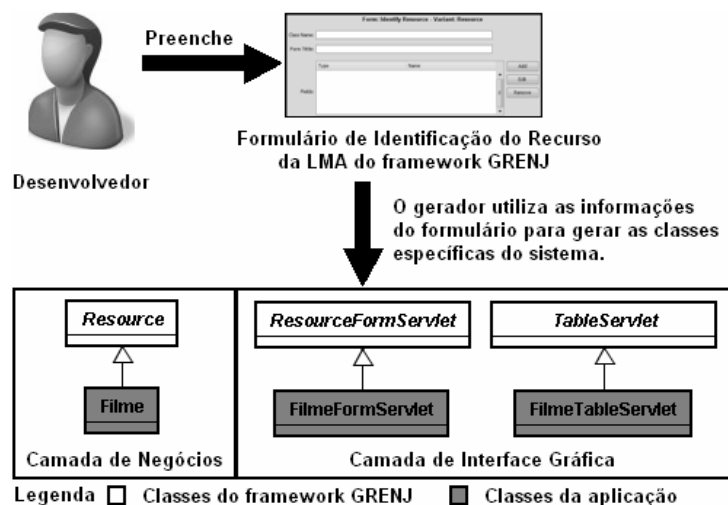 Form: Identify Resource - Variant: Resource
Preenche
Class Name:
Form Title:
Type Name
Add
Edit
Fields:
Remove
Formulário de Identificação do Recurso
da LMA do framework GRENJ
Desenvolvedor
O gerador utiliza as informações
do formulário para gerar as classes
específicas do sistema.
Resource
ResourceFormServlet
TableServlet
Filme
FilmeFormServlet
FilmeTableServlet
Camada de Negócios
Camada de Interface Gráfica
Legenda
Classes do framework GRENJ
Classes da aplicação